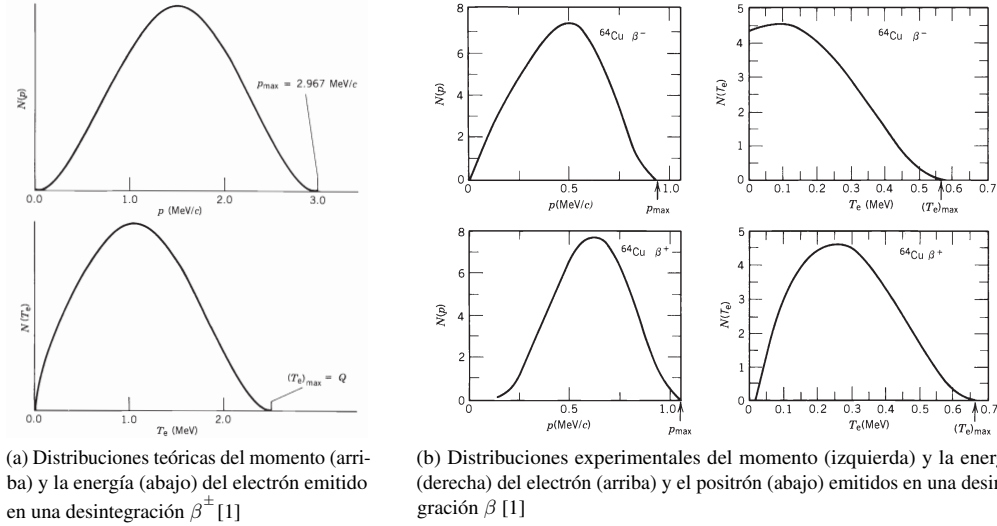 N(p)
p_max = 2.967 MeV/c
0.0 1.0 2.0 3.0
p (MeV/c)
N(T_e)
(T_e)_max = Q
0.0 1.0 2.0 3.0
T_e (MeV)
8
6
4
2
0
N(p)
^64Cu β^-
0 0.5 1.0
p(MeV/c) p_max
5
4
3
2
1
0
N(T_e)
^64Cu β^-
0 0.1 0.2 0.3 0.4 0.5 0.6 0.7
T_e (MeV) (T_e)_max
8
6
4
2
0
N(p)
^64Cu β^+
0 0.5 1.0
p(MeV/c) p_max
5
4
3
2
1
0
N(T_e)
^64Cu β^+
0 0.1 0.2 0.3 0.4 0.5 0.6 0.7
T_e(MeV) (T_e)_max
(a) Distribuciones teóricas del momento (arri-
ba) y la energía (abajo) del electrón emitido
en una desintegración β^± [1]
(b) Distribuciones experimentales del momento (izquierda) y la energ
(derecha) del electrón (arriba) y el positrón (abajo) emitidos en una desin
gración β [1]